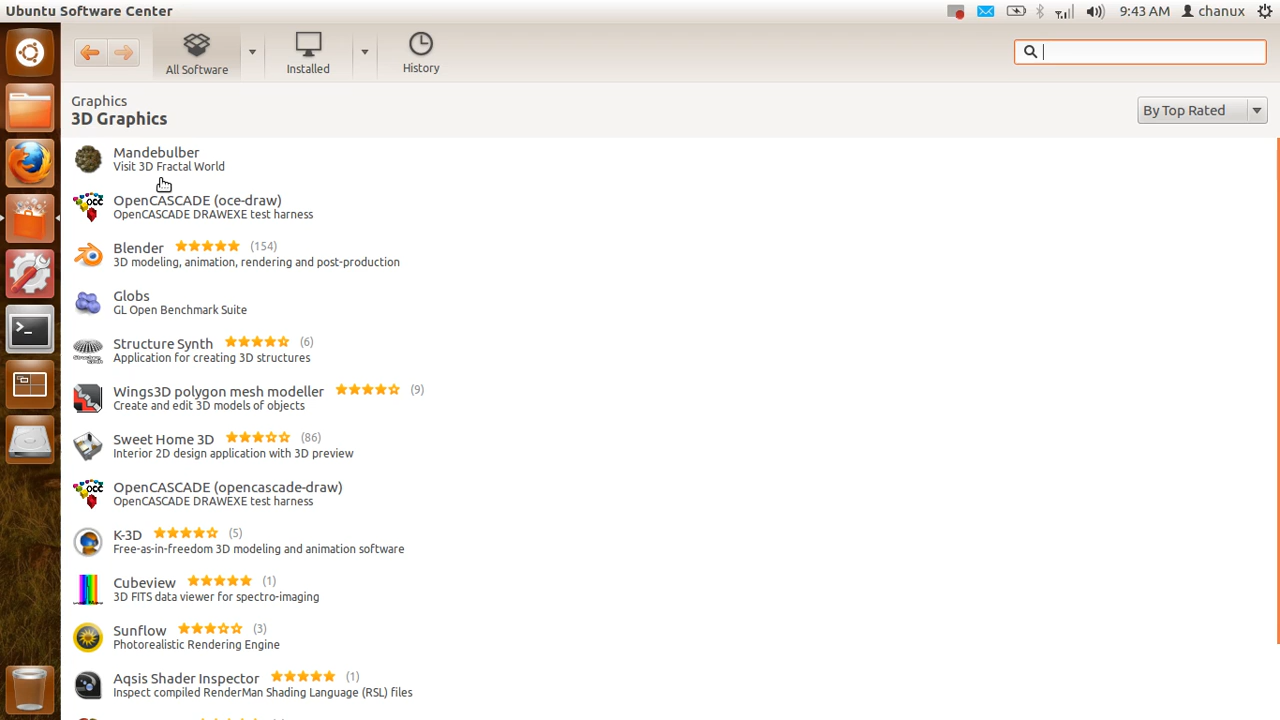 Ubuntu Software Center
9:43 AM chanux
All Software
Installed
History
Graphics
3D Graphics
By Top Rated
Mandebulber
Visit 3D Fractal World
OpenCASCADE (oce-draw)
OpenCASCADE DRAWEXE test harness
Blender (154)
3D modeling, animation, rendering and post-production
Globs
GL Open Benchmark Suite
Structure Synth (6)
Application for creating 3D structures
Wings3D polygon mesh modeller (9)
Create and edit 3D models of objects
Sweet Home 3D (86)
Interior 2D design application with 3D preview
OpenCASCADE (opencascade-draw)
OpenCASCADE DRAWEXE test harness
K-3D (5)
Free-as-in-freedom 3D modeling and animation software
Cubeview (1)
3D FITS data viewer for spectro-imaging
Sunflow (3)
Photorealistic Rendering Engine
Aqsis Shader Inspector (1)
Inspect compiled RenderMan Shading Language (RSL) files